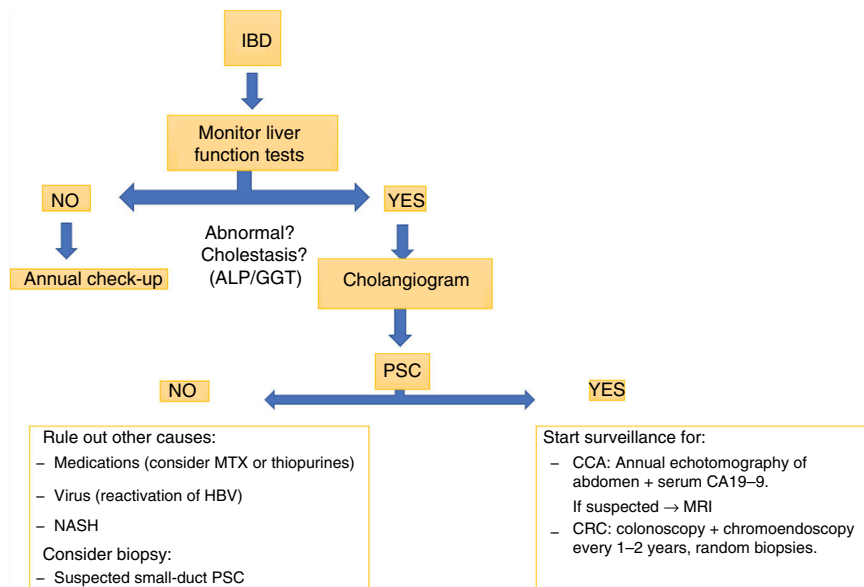 IBD
Monitor liver
function tests
NO
YES
Abnormal?
Cholestasis?
(ALP/GGT)
Annual check-up
Cholangiogram
PSC
NO
YES
Rule out other causes:
– Medications (consider MTX or thiopurines)
– Virus (reactivation of HBV)
– NASH
Consider biopsy:
– Suspected small-duct PSC
Start surveillance for:
– CCA: Annual echotomography of
abdomen + serum CA19–9.
If suspected → MRI
– CRC: colonoscopy + chromoendoscopy
every 1–2 years, random biopsies.